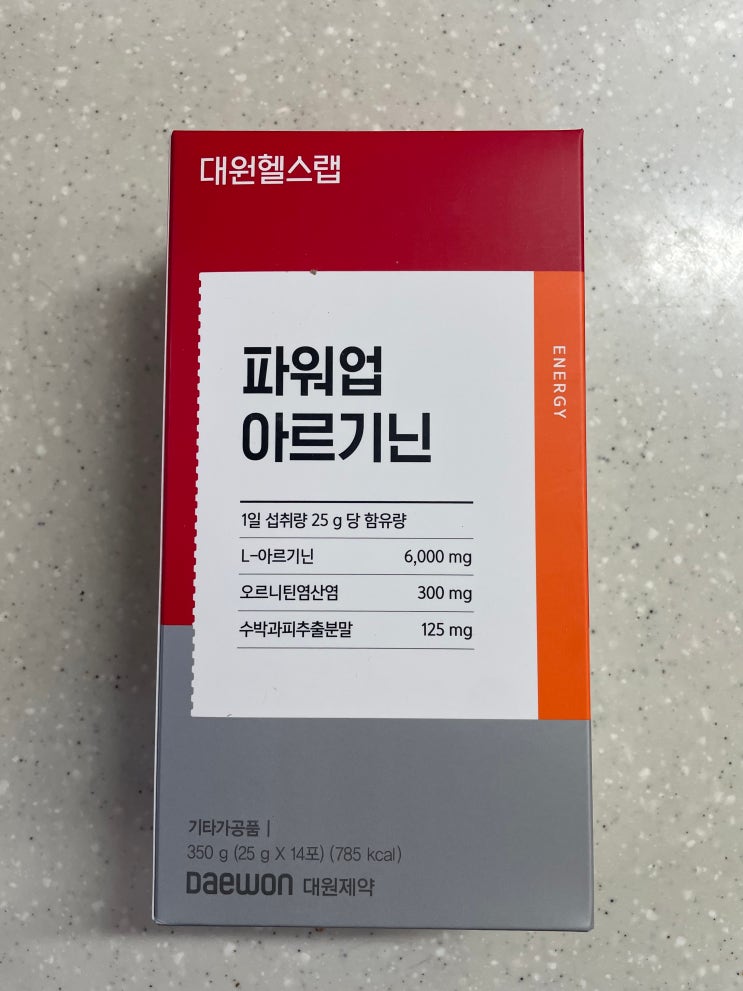 대원헬스랩
파워업
아르기닌
ENERGY
1일 섭취량 25 g 당 함유량
L-아르기닌 6,000 mg
오르니틴염산염 300 mg
수박과피추출분말 125 mg
기타가공품 |
350 g (25 g X 14포) (785 kcal)
Daewon 대원제약